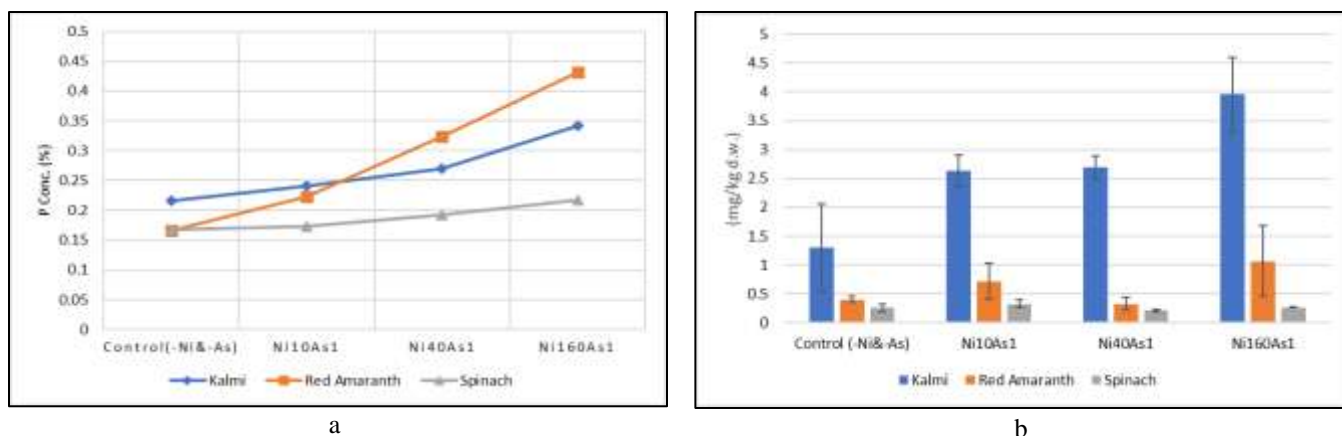 0.5
0.45
0.4
0.35
0.3
0.25
0.2
0.15
0.1
0.05
0
P Conc. (%)
Control(-Ni&-As) Ni10As1 Ni40As1 Ni160As1
Kalmi Red Amaranth Spinach
a
5
4.5
4
3.5
3
2.5
2
1.5
1
0.5
0
(mg/kg d.w.)
Control (-Ni&-As) Ni10As1 Ni40As1 Ni160As1
Kalmi Red Amaranth Spinach
b